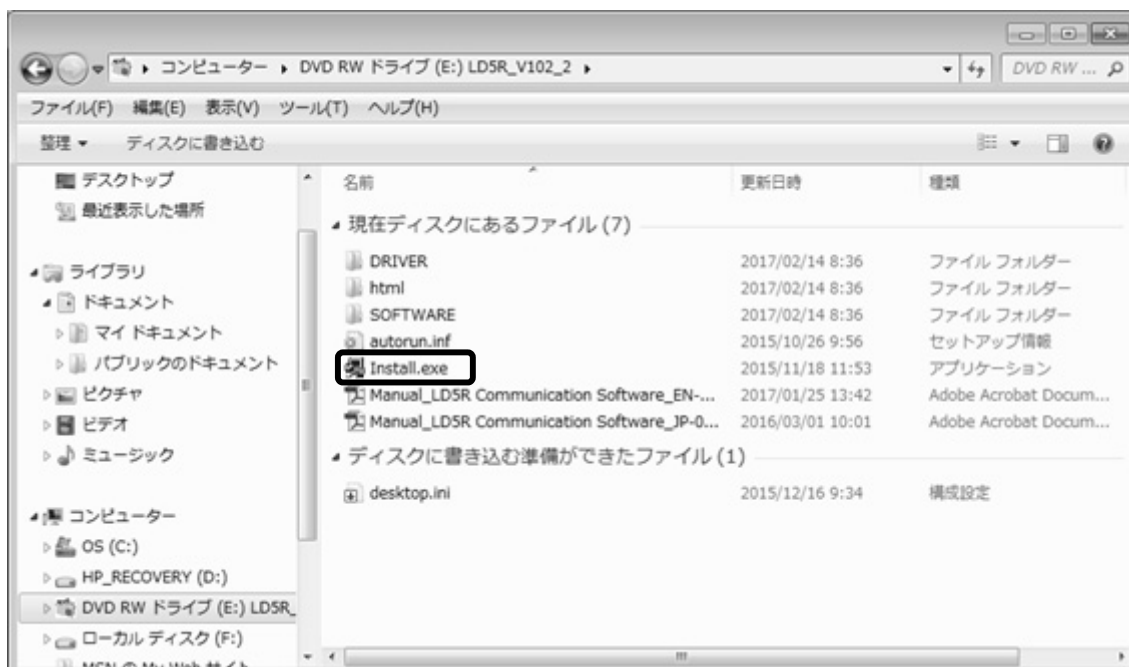 コンピューター ▸ DVD RW ドライブ (E:) LD5R_V102_2 ▸ DVD RW ...
ファイル(F) 編集(E) 表示(V) ツール(T) ヘルプ(H)
整理 ディスクに書き込む
デスクトップ
最近表示した場所
ライブラリ
ドキュメント
マイ ドキュメント
パブリックのドキュメント
ピクチャ
ビデオ
ミュージック
コンピューター
OS (C:)
HP_RECOVERY (D:)
DVD RW ドライブ (E:) LD5R_
ローカル ディスク (F:)
MSN の My Web サイト
名前 更新日時 種類
現在ディスクにあるファイル (7)
DRIVER 2017/02/14 8:36 ファイル フォルダー
html 2017/02/14 8:36 ファイル フォルダー
SOFTWARE 2017/02/14 8:36 ファイル フォルダー
autorun.inf 2015/10/26 9:56 セットアップ情報
Install.exe 2015/11/18 11:53 アプリケーション
Manual_LD5R Communication Software_EN-... 2017/01/25 13:42 Adobe Acrobat Docum...
Manual_LD5R Communication Software_JP-0... 2016/03/01 10:01 Adobe Acrobat Docum...
ディスクに書き込む準備ができたファイル (1)
desktop.ini 2015/12/16 9:34 構成設定